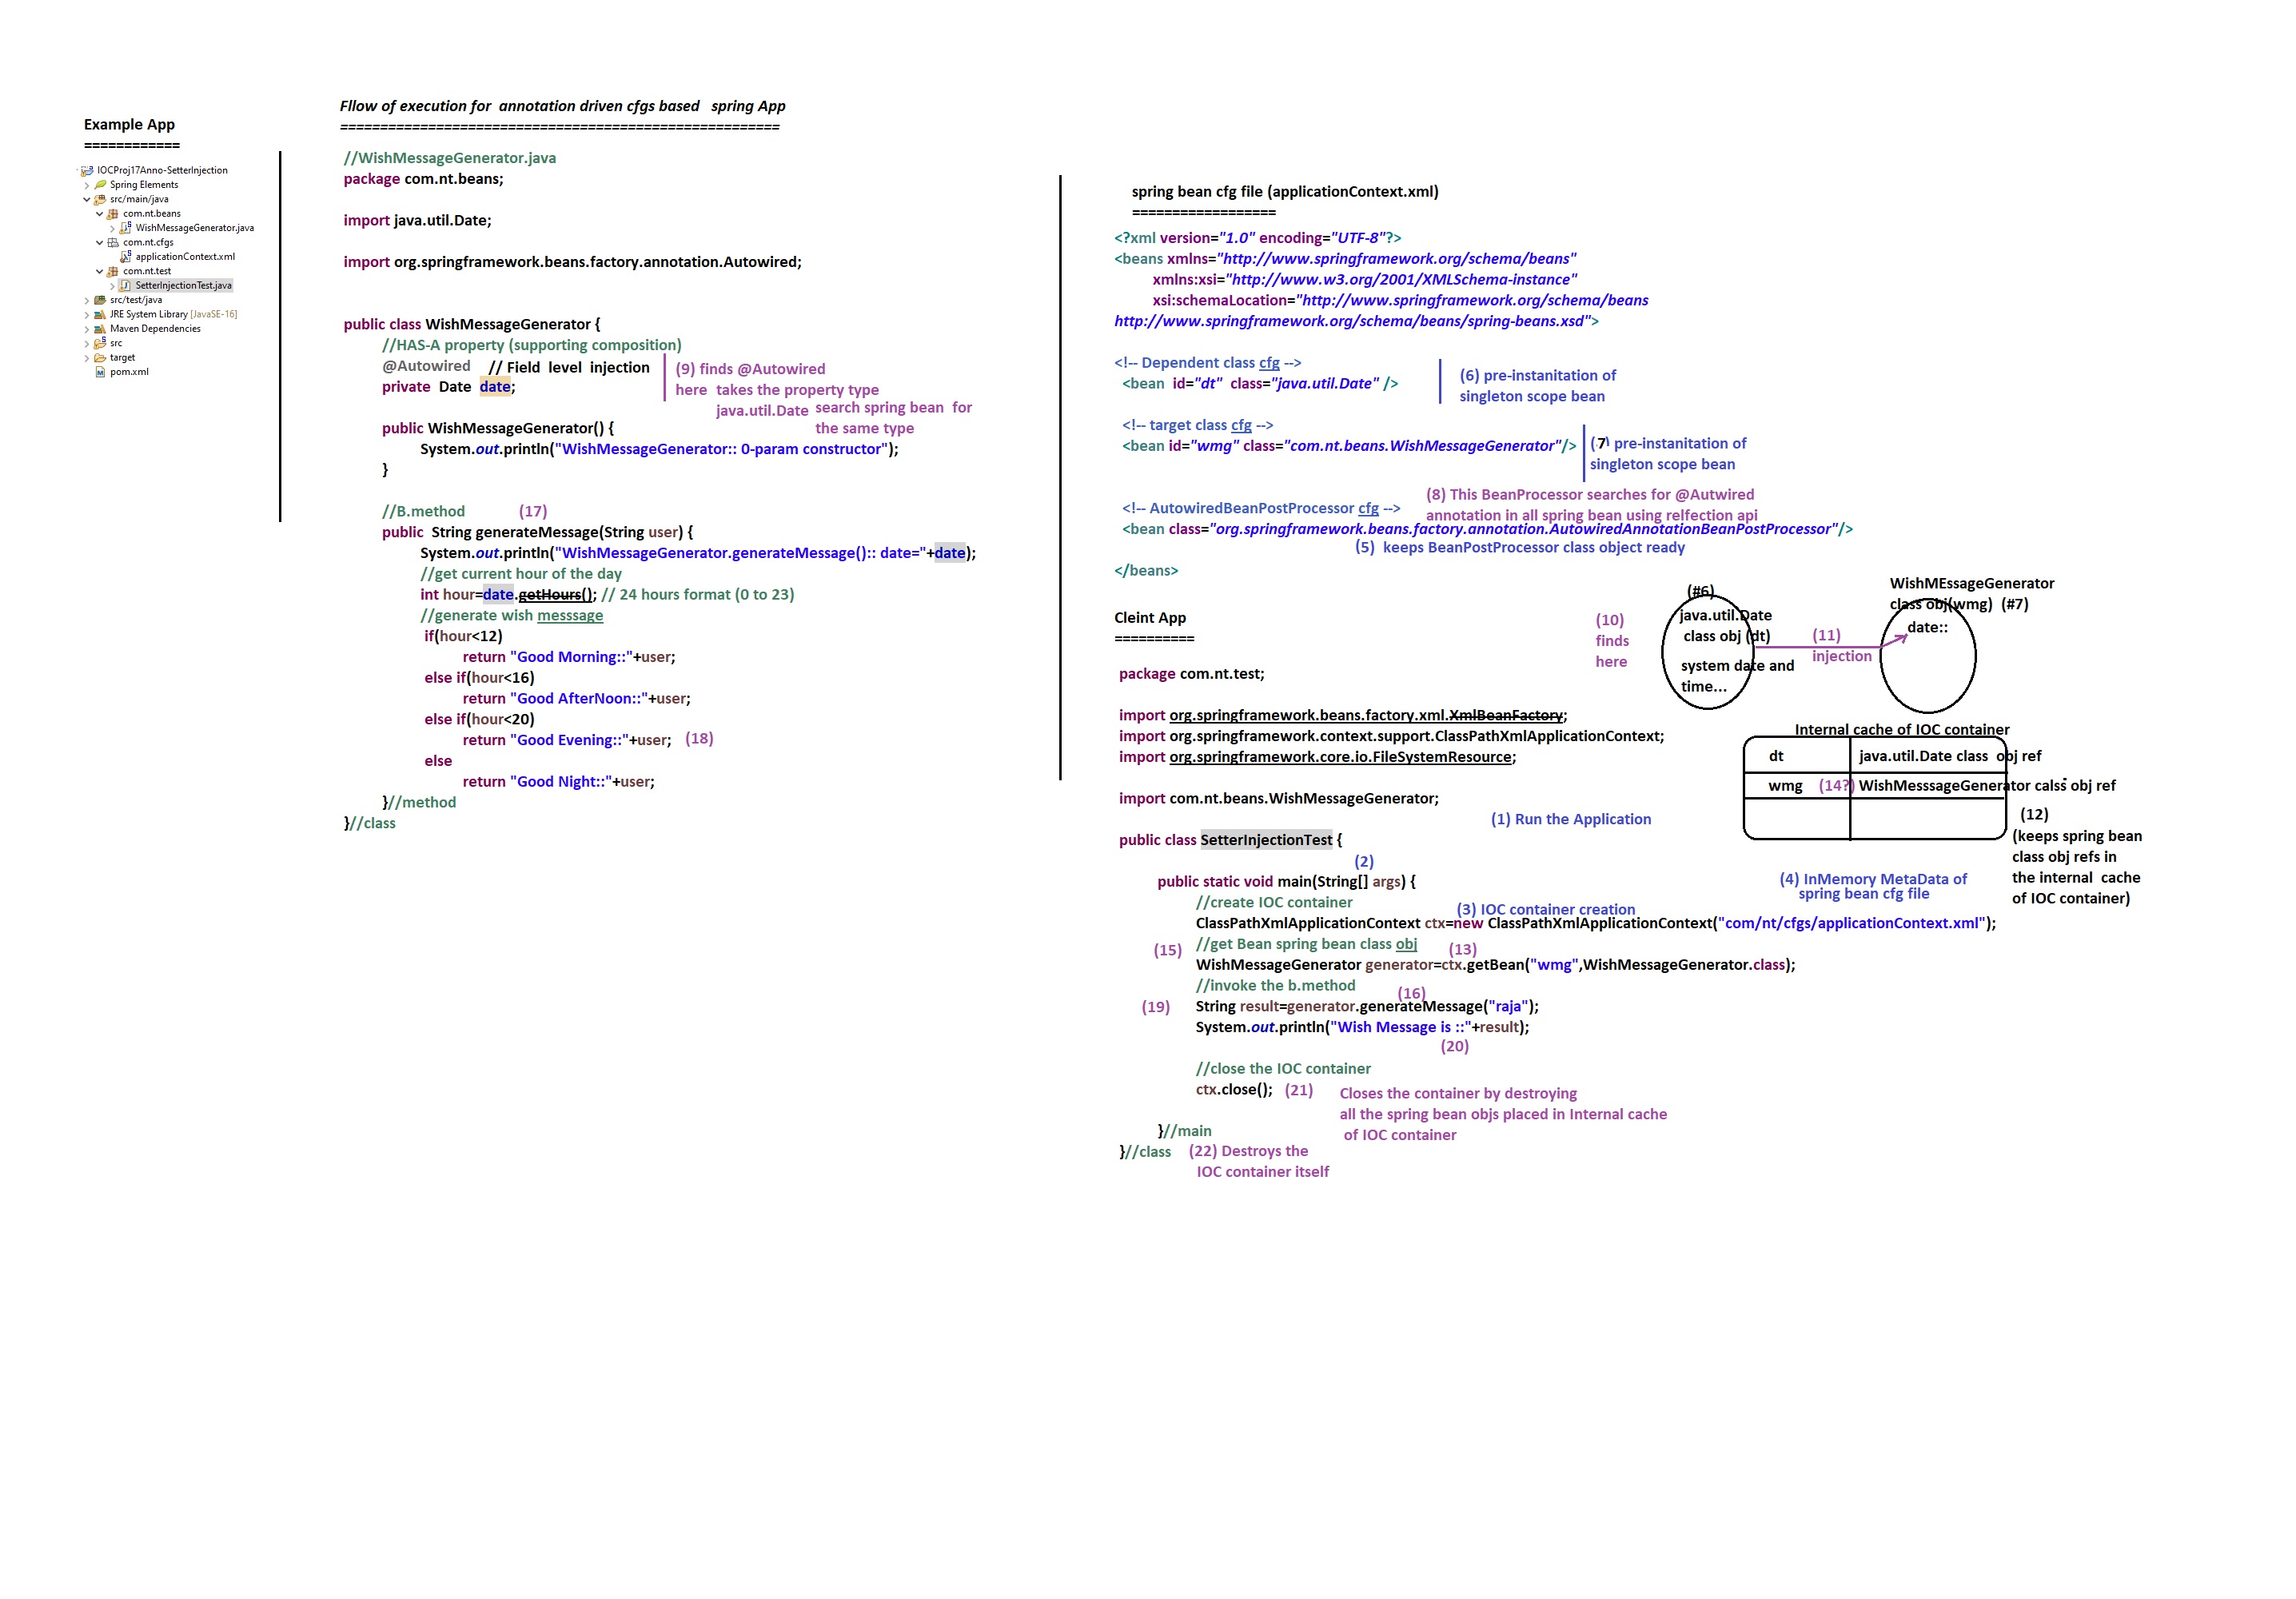 Example App
============
IOCProj17Anno-SetterInjection
Spring Elements
src/main/java
com.nt.beans
WishMessageGenerator.java
com.nt.cfgs
applicationContext.xml
com.nt.test
SetterInjectionTest.java
src/test/java
JRE System Library [JavaSE-16]
Maven Dependencies
src
target
pom.xml
Fllow of execution for annotation driven cfgs based spring App
=======================================================
//WishMessageGenerator.java
package com.nt.beans;
import java.util.Date;
import org.springframework.beans.factory.annotation.Autowired;
public class WishMessageGenerator {
//HAS-A property (supporting composition)
@Autowired // Field level injection
private Date date;
(9) finds @Autowired
here takes the property type
java.util.Date search spring bean for
the same type
public WishMessageGenerator() {
System.out.println("WishMessageGenerator:: 0-param constructor");
}
//B.method (17)
public String generateMessage(String user) {
System.out.println("WishMessageGenerator.generateMessage():: date="+date);
//get current hour of the day
int hour=date.getHours(); // 24 hours format (0 to 23)
//generate wish messsage
if(hour<12)
return "Good Morning::"+user;
else if(hour<16)
return "Good AfterNoon::"+user;
else if(hour<20)
return "Good Evening::"+user; (18)
else
return "Good Night::"+user;
}//method
}//class
spring bean cfg file (applicationContext.xml)
==================
<?xml version="1.0" encoding="UTF-8"?>
<beans xmlns="http://www.springframework.org/schema/beans"
xmlns:xsi="http://www.w3.org/2001/XMLSchema-instance"
xsi:schemaLocation="http://www.springframework.org/schema/beans
http://www.springframework.org/schema/beans/spring-beans.xsd">
<!-- Dependent class cfg -->
<bean id="dt" class="java.util.Date" />
(6) pre-instanitation of
singleton scope bean
<!-- target class cfg -->
<bean id="wmg" class="com.nt.beans.WishMessageGenerator"/>
(7) pre-instanitation of
singleton scope bean
(8) This BeanProcessor searches for @Autwired
annotation in all spring bean using relfection api
<!-- AutowiredBeanPostProcessor cfg -->
<bean class="org.springframework.beans.factory.annotation.AutowiredAnnotationBeanPostProcessor"/>
(5) keeps BeanPostProcessor class object ready
</beans>
(10)
finds
here
(#6)
java.util.Date
class obj (dt)
system date and
time...
(11)
injection
WishMEssageGenerator
class obj(wmg) (#7)
date::
Internal cache of IOC container
dt java.util.Date class obj ref
wmg (14?) WishMesssageGenerator calss obj ref
(12)
(keeps spring bean
class obj refs in
the internal cache
of IOC container)
Cleint App
==========
package com.nt.test;
import org.springframework.beans.factory.xml.XmlBeanFactory;
import org.springframework.context.support.ClassPathXmlApplicationContext;
import org.springframework.core.io.FileSystemResource;
import com.nt.beans.WishMessageGenerator;
(1) Run the Application
public class SetterInjectionTest {
(2)
public static void main(String[] args) {
(4) InMemory MetaData of
spring bean cfg file
//create IOC container
(3) IOC container creation
ClassPathXmlApplicationContext ctx=new ClassPathXmlApplicationContext("com/nt/cfgs/applicationContext.xml");
//get Bean spring bean class obj
(15) (13)
WishMessageGenerator generator=ctx.getBean("wmg",WishMessageGenerator.class);
//invoke the b.method
(16)
(19) String result=generator.generateMessage("raja");
System.out.println("Wish Message is ::"+result);
(20)
//close the IOC container
ctx.close(); (21)
Closes the container by destroying
all the spring bean objs placed in Internal cache
of IOC container
}//main
}//class
(22) Destroys the
IOC container itself